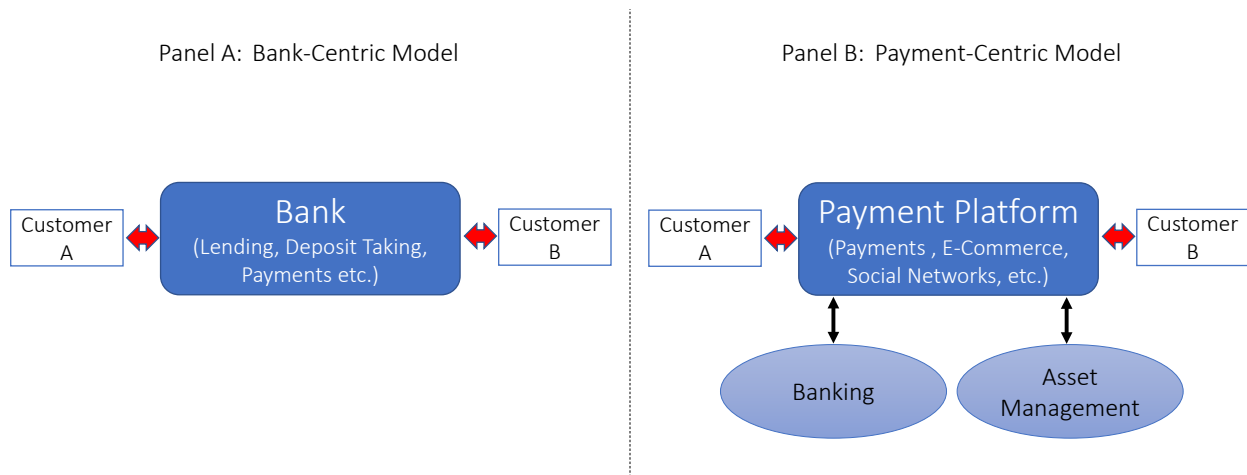 Panel A: Bank-Centric Model
Customer
A
Bank
(Lending, Deposit Taking,
Payments etc.)
Customer
B
Panel B: Payment-Centric Model
Customer
A
Payment Platform
(Payments , E-Commerce,
Social Networks, etc.)
Customer
B
Banking
Asset
Management